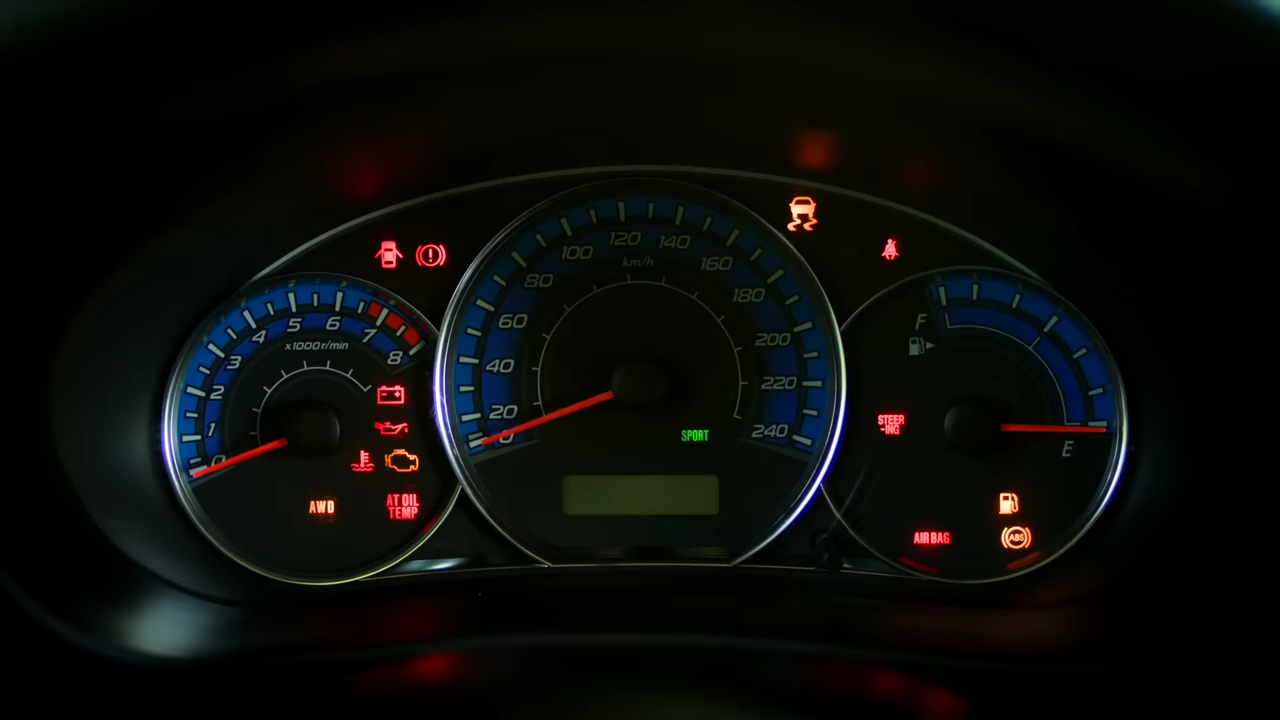 0
1
2
3
4
5
6
7
8
x1000r/min
AWD
AT OIL
TEMP
0
20
40
60
80
100
120
140
160
180
200
220
240
km/h
SPORT
F
E
STEER
-ING
AIR BAG
ABS